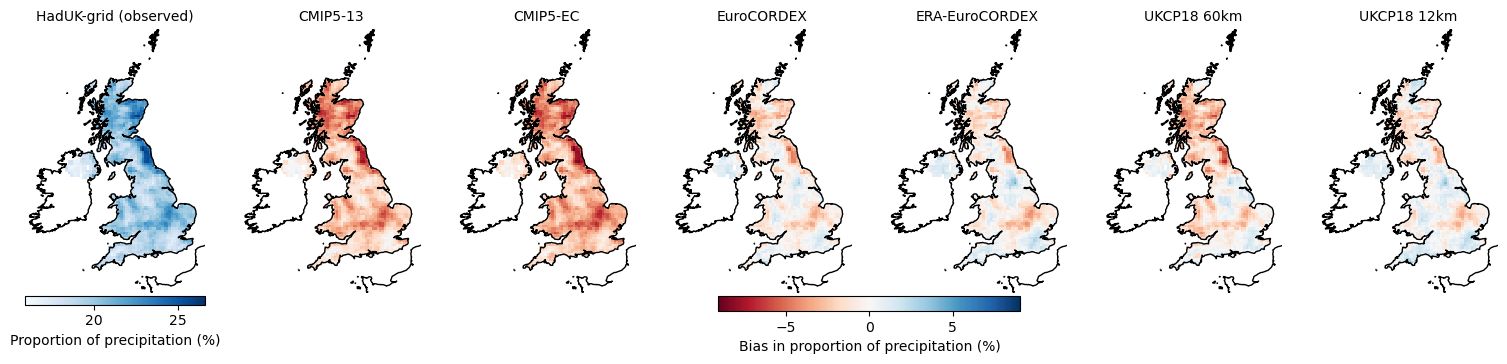 HadUK-grid (observed)
CMIP5-13
CMIP5-EC
EuroCORDEX
ERA-EuroCORDEX
UKCP18 60km
UKCP18 12km
20 25
Proportion of precipitation (%)
−5 0 5
Bias in proportion of precipitation (%)